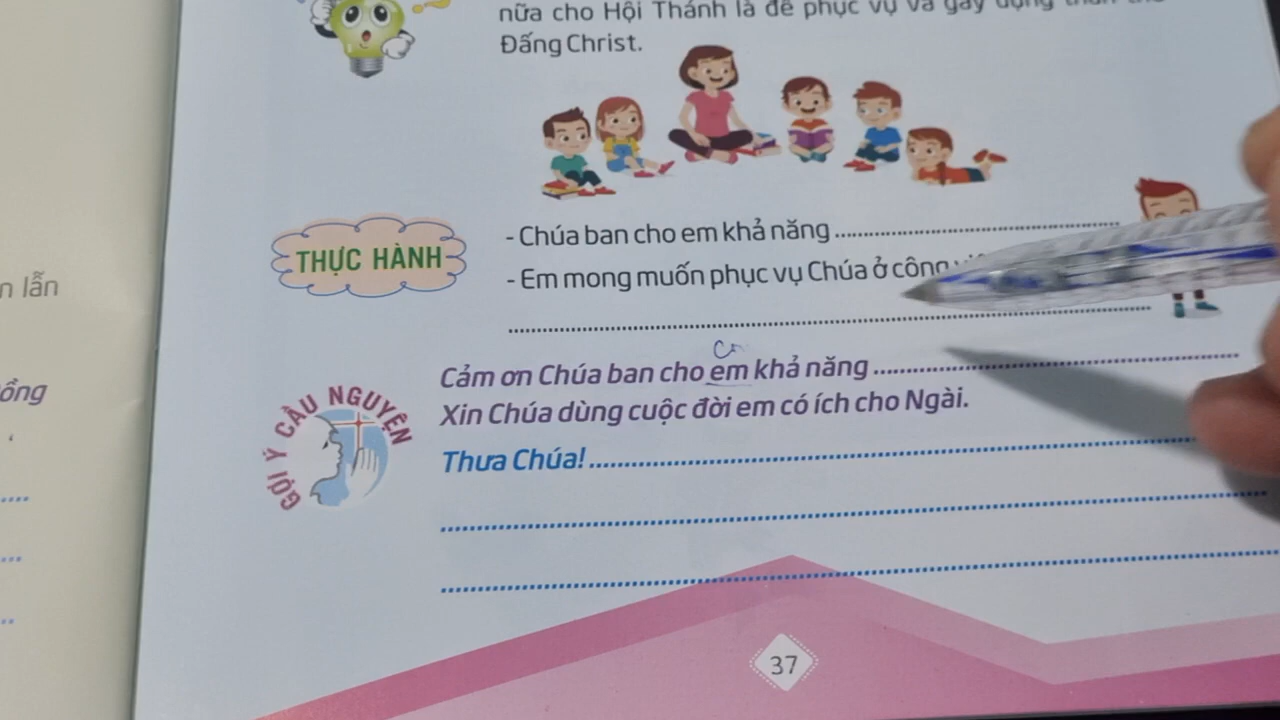 nữa cho Hội Thánh là để phục vụ và gây dựng thân thể
Đấng Christ.
THỰC HÀNH
- Chúa ban cho em khả năng
- Em mong muốn phục vụ Chúa ở công
n lẫn
ồng
GỢI Ý CẦU NGUYỆN
Cảm ơn Chúa ban cho em khả năng
Xin Chúa dùng cuộc đời em có ích cho Ngài.
Thưa Chúa!
37